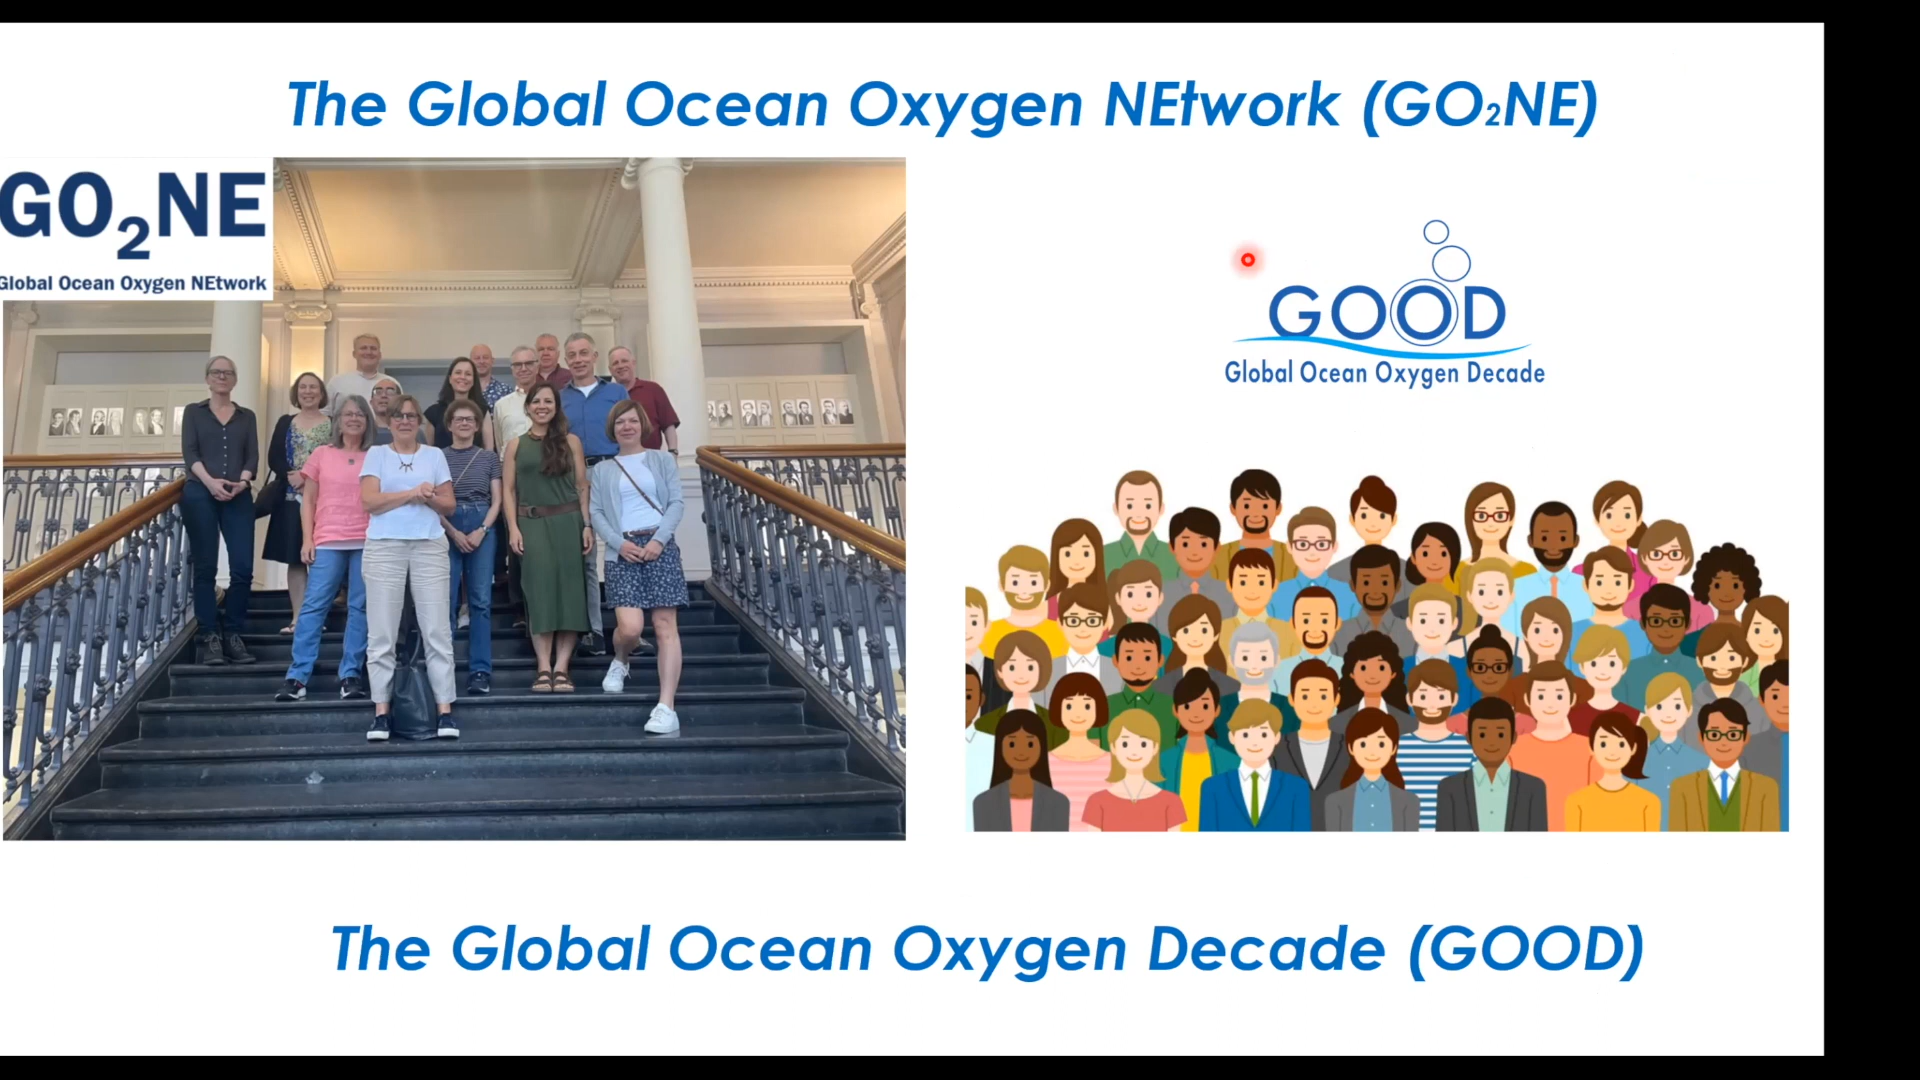 The Global Ocean Oxygen NEtwork (GO₂NE)
GO₂NE
Global Ocean Oxygen NEtwork
GOOD
Global Ocean Oxygen Decade
The Global Ocean Oxygen Decade (GOOD)